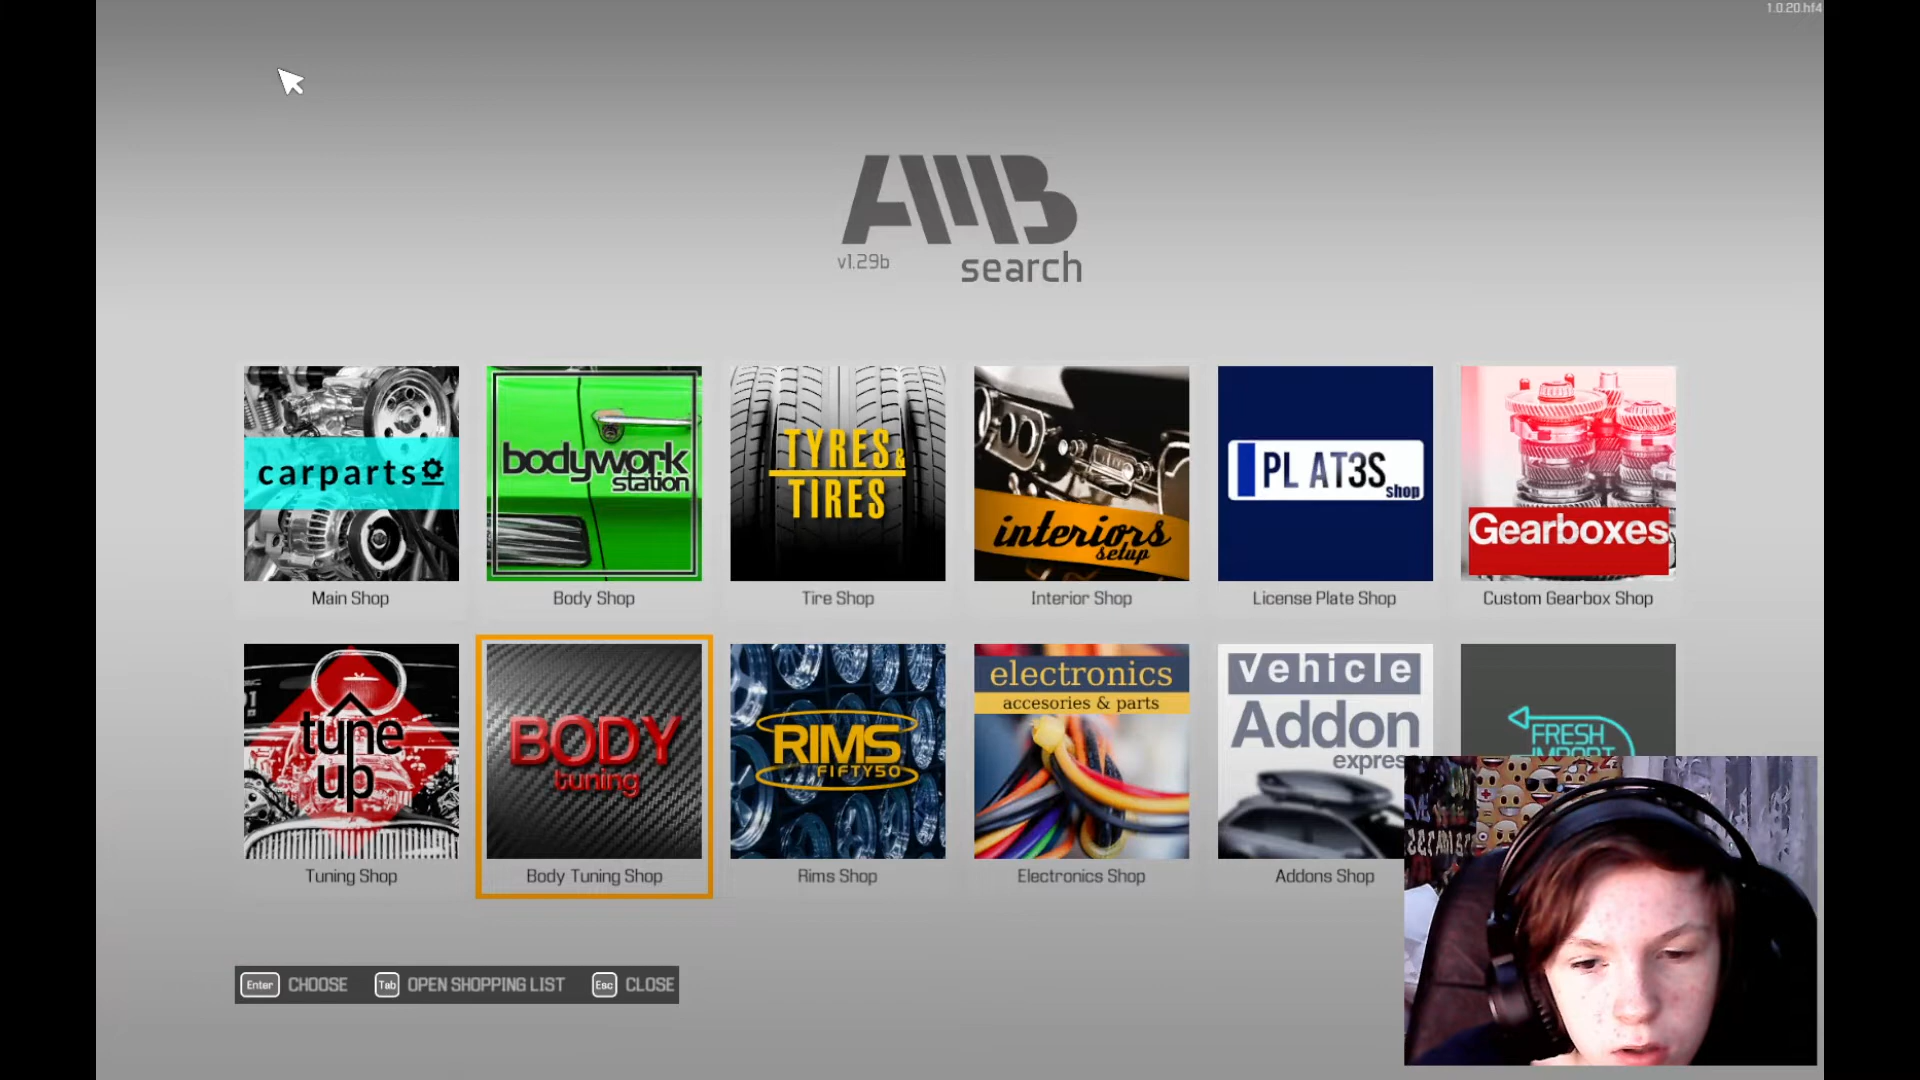 1.0.20.hf4
AMB
v1.29b
search
carparts
bodywork
station
TYRES &
TIRES
interiors
setup
PL AT3S
shop
Gearboxes
Main Shop
Body Shop
Tire Shop
Interior Shop
License Plate Shop
Custom Gearbox Shop
tune
up
BODY
tuning
RIMS
FIFTY50
electronics
accesories & parts
vehicle
Addon
expres
FRESH
IMPORT
Tuning Shop
Body Tuning Shop
Rims Shop
Electronics Shop
Addons Shop
Enter CHOOSE Tab OPEN SHOPPING LIST Esc CLOSE